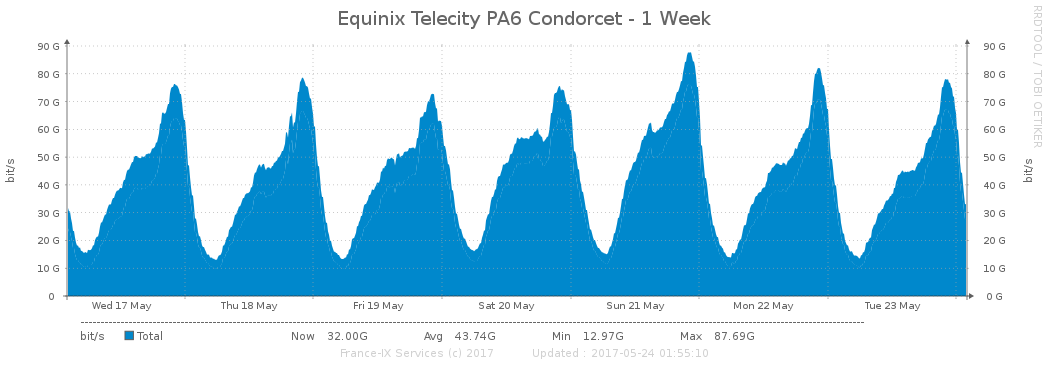 Equinix Telecity PA6 Condorcet - 1 Week
RRDTOOL / TOBI OETIKER
bit/s
90 G
80 G
70 G
60 G
50 G
40 G
30 G
20 G
10 G
0
90 G
80 G
70 G
60 G
50 G
40 G
30 G
20 G
10 G
0 G
bit/s
Wed 17 May Thu 18 May Fri 19 May Sat 20 May Sun 21 May Mon 22 May Tue 23 May
bit/s Total Now 32.00G Avg 43.74G Min 12.97G Max 87.69G
France-IX Services (c) 2017 Updated : 2017-05-24 01:55:10